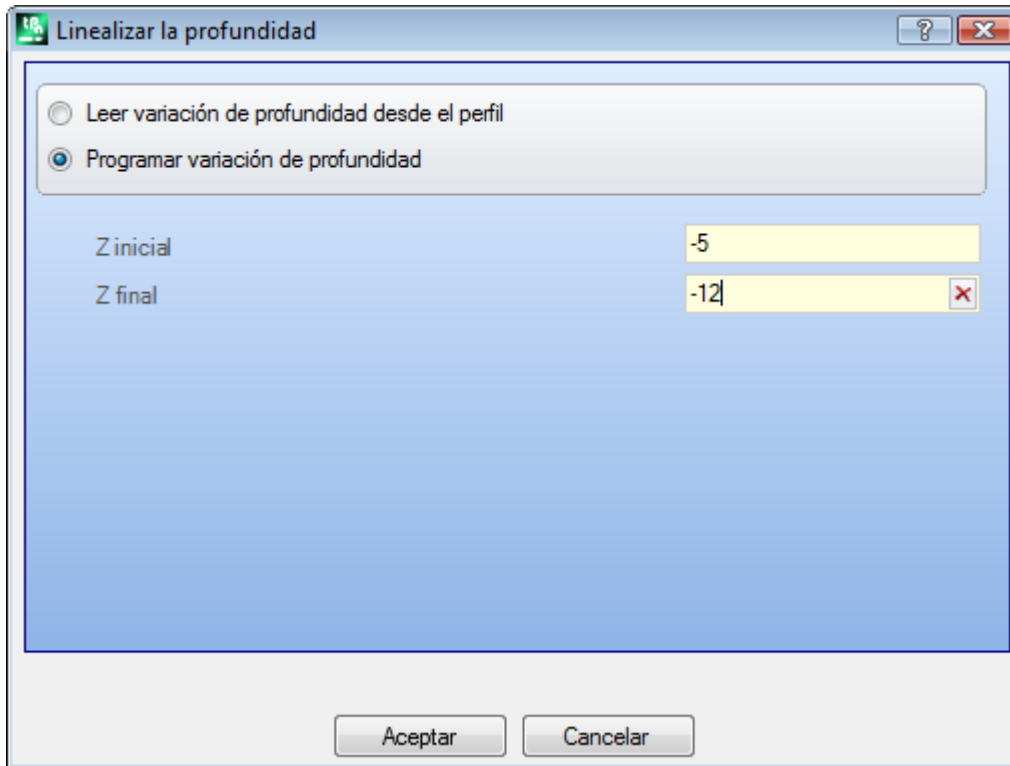 Linealizar la profundidad
Leer variación de profundidad desde el perfil
Programar variación de profundidad
Z inicial
-5
Z final
-12
Aceptar
Cancelar